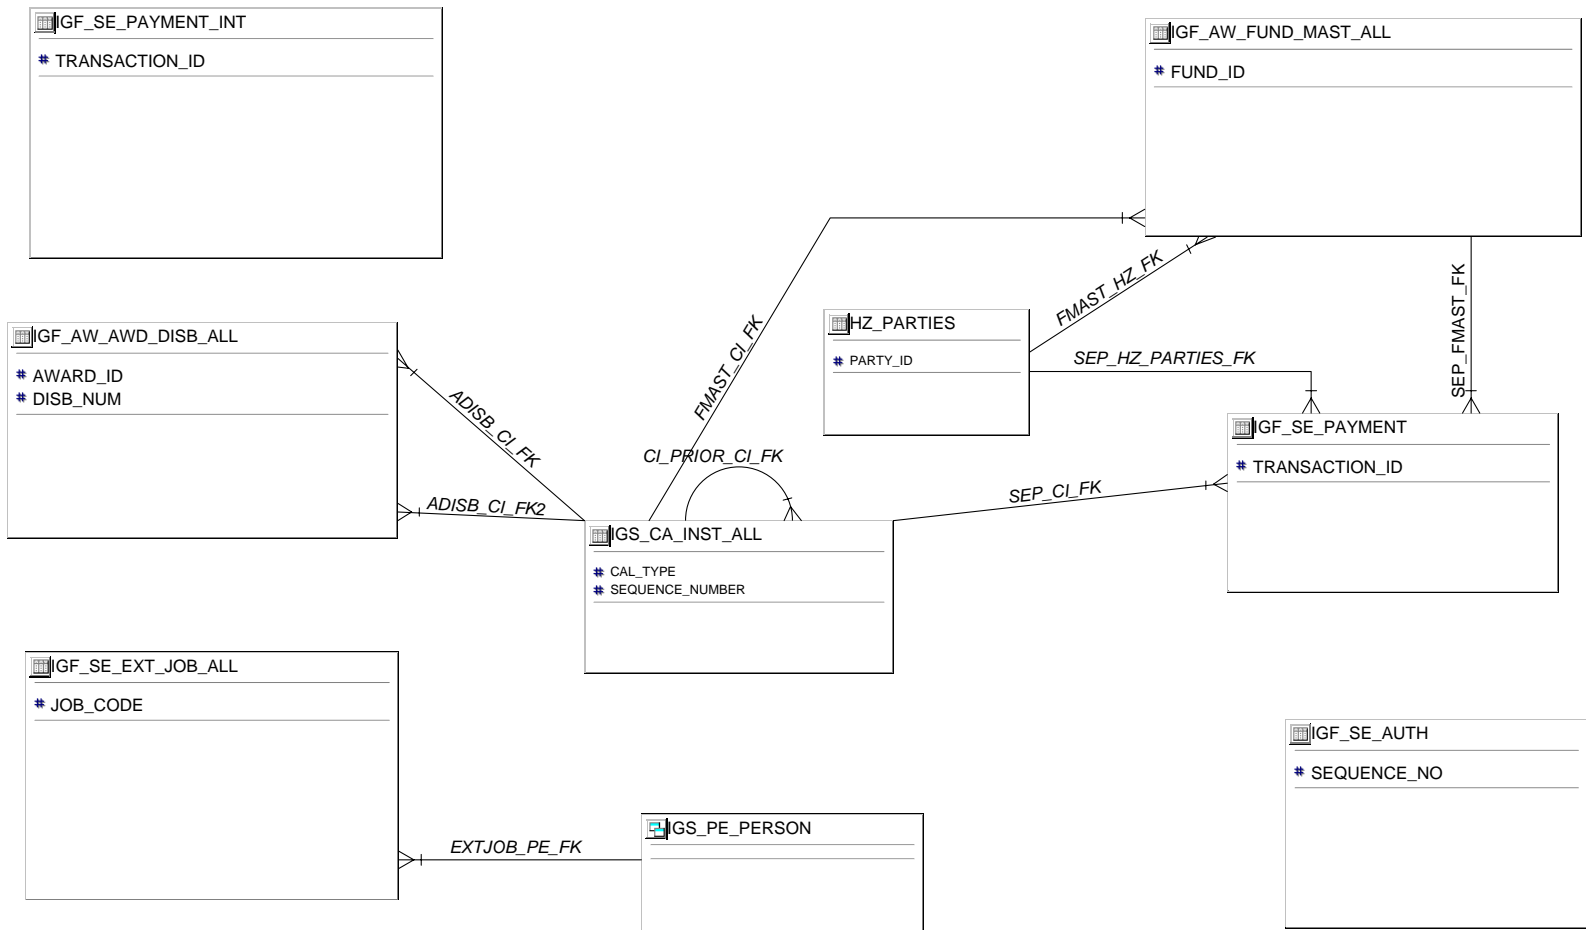 IGF_SE_PAYMENT_INT
# TRANSACTION_ID
IGF_AW_FUND_MAST_ALL
# FUND_ID
FMAST_HZ_FK
SEP_FMAST_FK
HZ_PARTIES
# PARTY_ID
SEP_HZ_PARTIES_FK
IGF_AW_AWD_DISB_ALL
# AWARD_ID
# DISB_NUM
FMAST_CI_FK
ADISB_CI_FK
CI_PRIOR_CI_FK
ADISB_CI_FK2
SEP_CI_FK
IGF_SE_PAYMENT
# TRANSACTION_ID
IGS_CA_INST_ALL
# CAL_TYPE
# SEQUENCE_NUMBER
IGF_SE_EXT_JOB_ALL
# JOB_CODE
EXTJOB_PE_FK
IGS_PE_PERSON
IGF_SE_AUTH
# SEQUENCE_NO